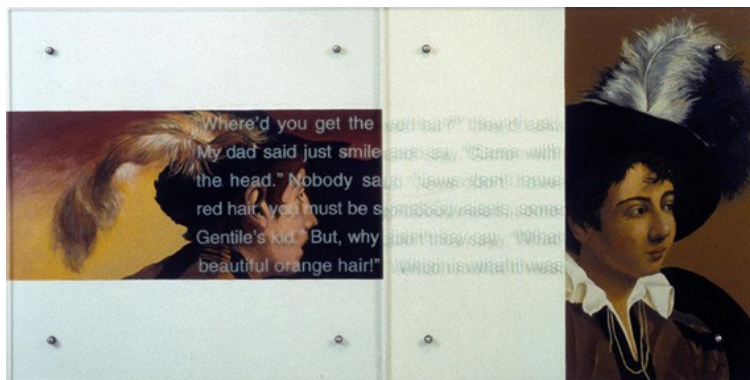 "Where'd you get the red hair?" they'd ask.
My dad said just smile and say, "Came with
the head." Nobody said, "Jews don't have
red hair, you must be somebody else's, some
Gentile's kid." But, why didn't they say, "What
beautiful orange hair!" Which is what it was